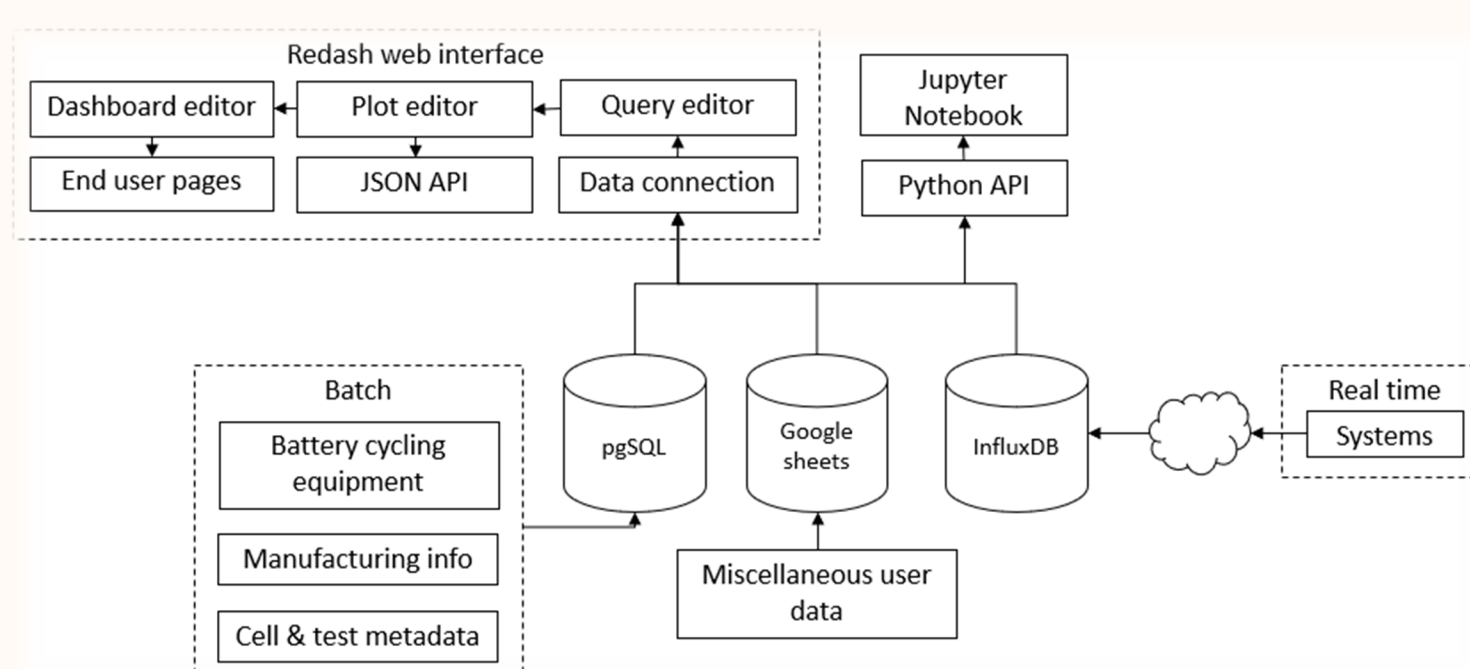 Redash web interface
Dashboard editor
Plot editor
Query editor
Jupyter
Notebook
End user pages
JSON API
Data connection
Python API
Batch
Battery cycling
equipment
Manufacturing info
Cell & test metadata
pgSQL
Google
sheets
InfluxDB
Real time
Systems
Miscellaneous user
data